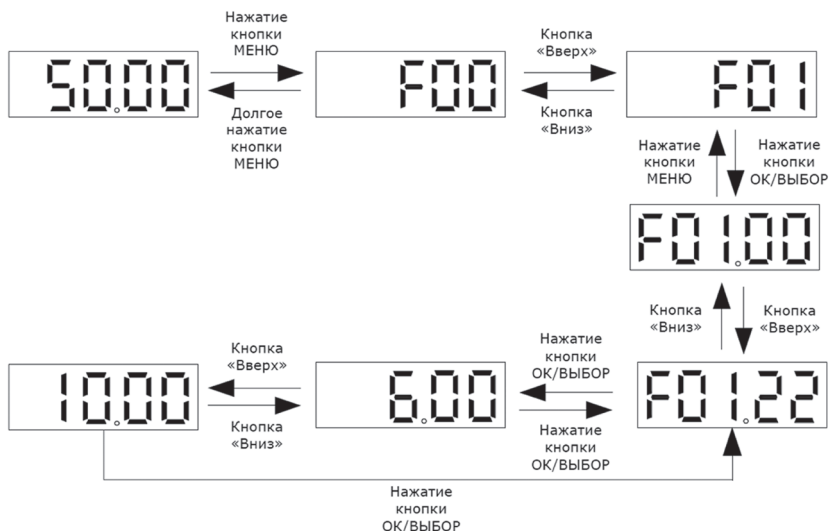 Нажатие
кнопки
МЕНЮ
Кнопка
«Вверх»
50.00
F00
F01
Долгое
нажатие
кнопки
МЕНЮ
Кнопка
«Вниз»
Нажатие
кнопки
МЕНЮ
Нажатие
кнопки
ОК/ВЫБОР
F01.00
Кнопка
«Вниз»
Кнопка
«Вверх»
Кнопка
«Вверх»
Нажатие
кнопки
ОК/ВЫБОР
10.00
6.00
F01.22
Кнопка
«Вниз»
Нажатие
кнопки
ОК/ВЫБОР
Нажатие
кнопки
ОК/ВЫБОР